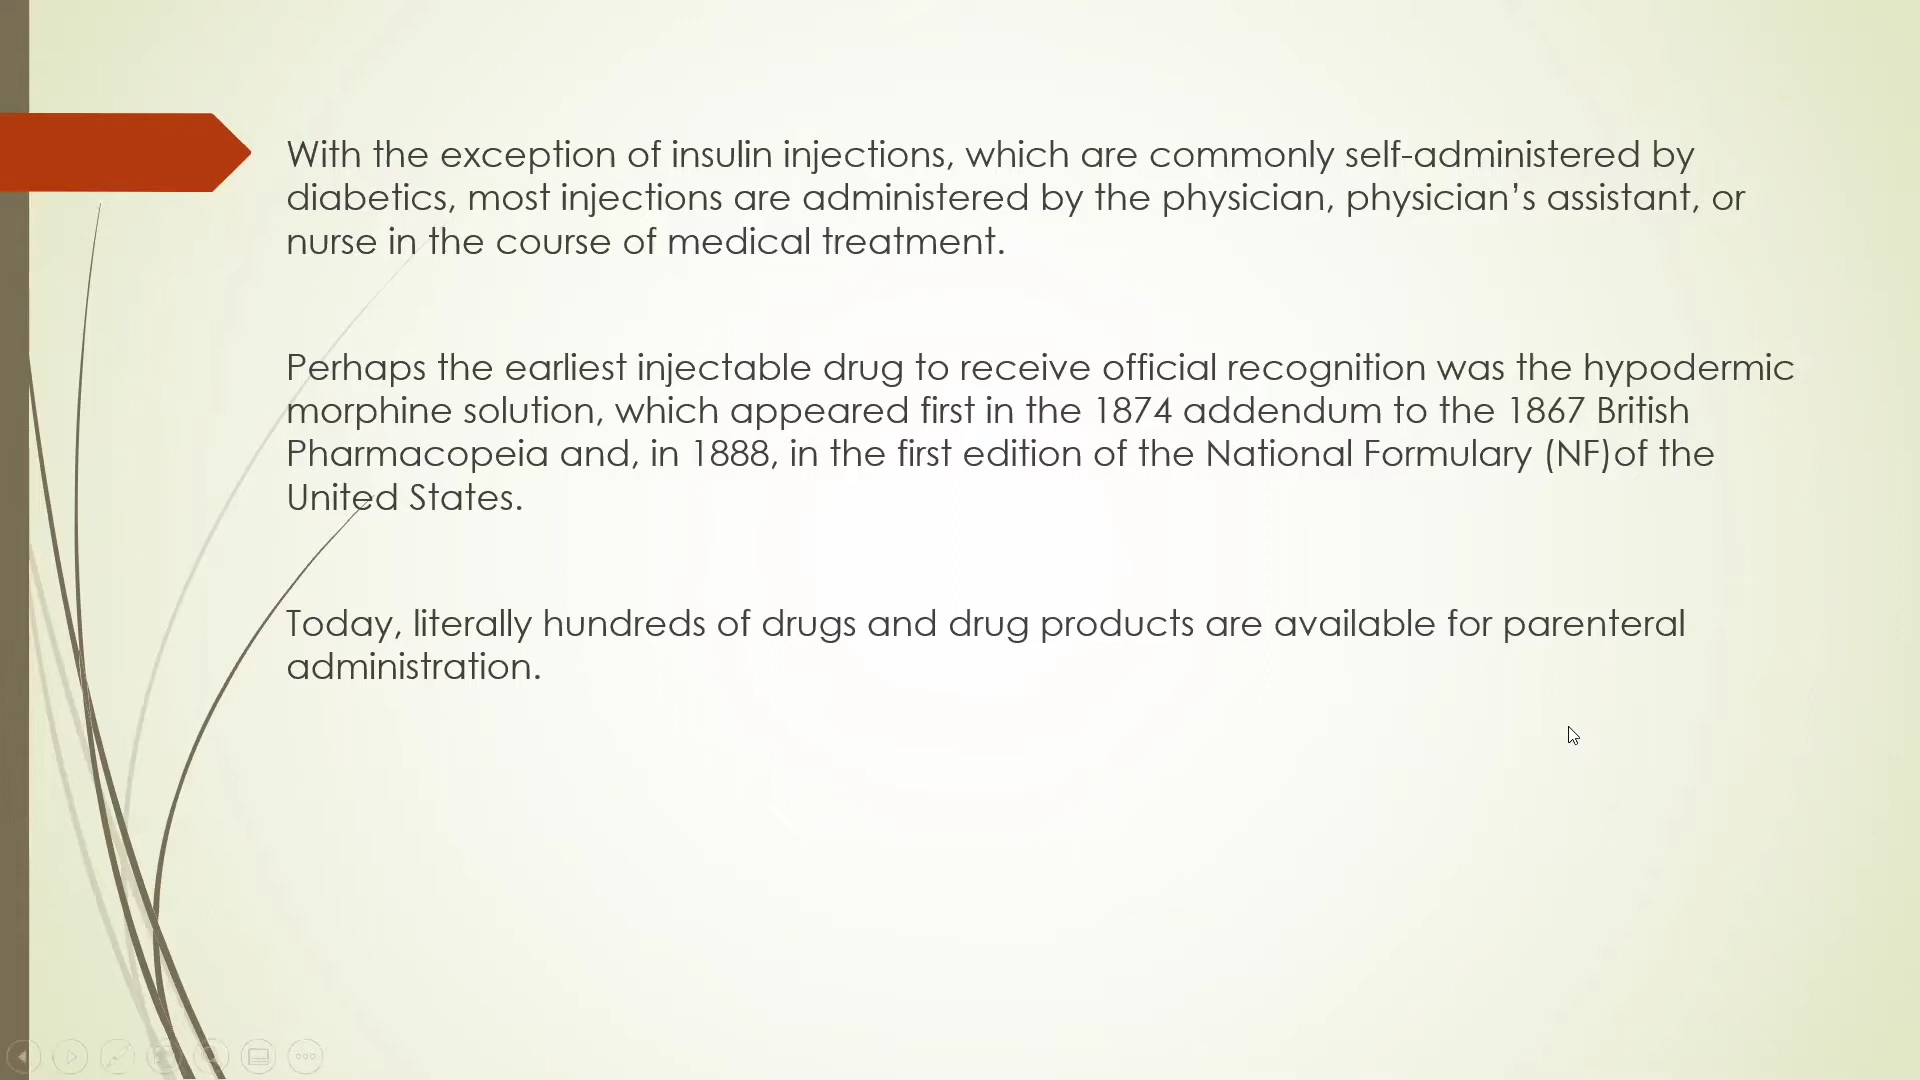 With the exception of insulin injections, which are commonly self-administered by
diabetics, most injections are administered by the physician, physician’s assistant, or
nurse in the course of medical treatment.
Perhaps the earliest injectable drug to receive official recognition was the hypodermic
morphine solution, which appeared first in the 1874 addendum to the 1867 British
Pharmacopeia and, in 1888, in the first edition of the National Formulary (NF)of the
United States.
Today, literally hundreds of drugs and drug products are available for parenteral
administration.